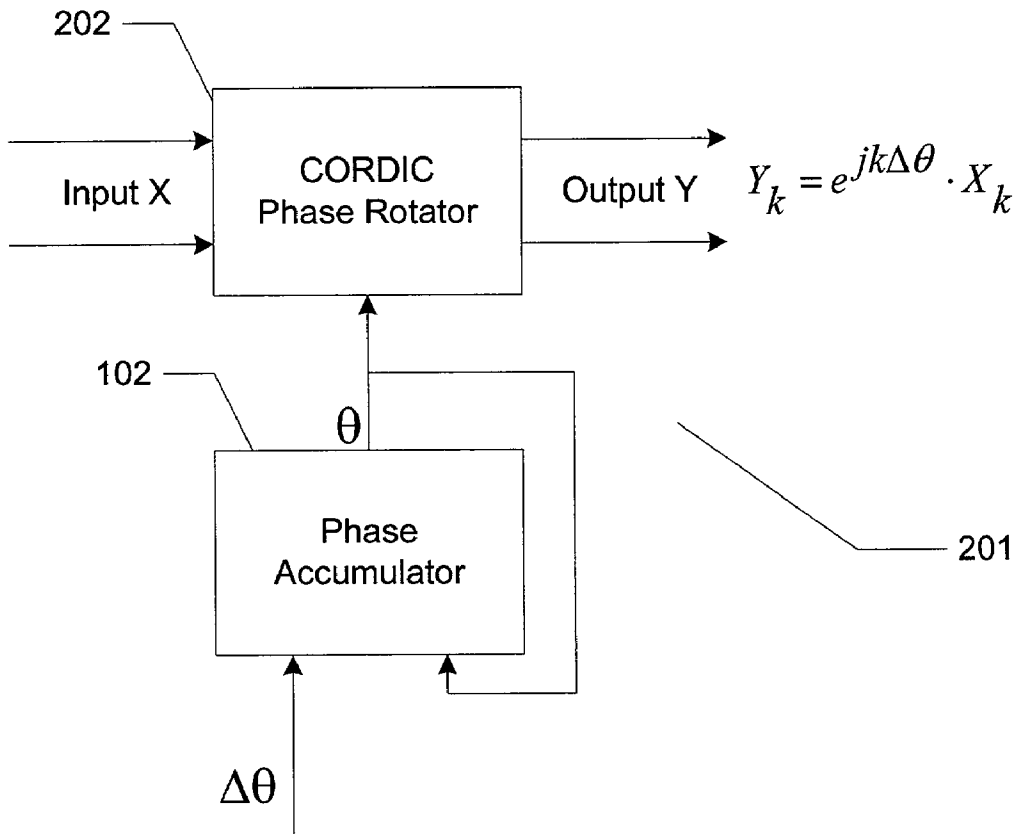 202
CORDIC
Phase Rotator
Input X
Output Y
Y_k = e^{jkΔθ} · X_k
102
θ
Phase
Accumulator
201
Δθ